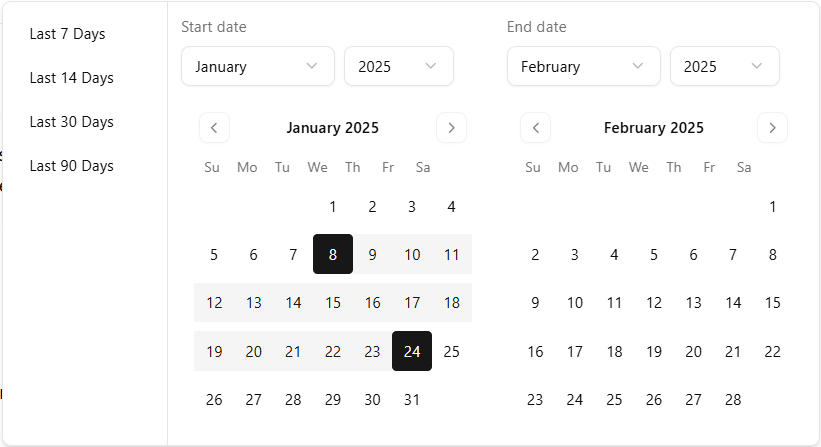 Last 7 Days
Last 14 Days
Last 30 Days
Last 90 Days
Start date
January 2025
January 2025
Su Mo Tu We Th Fr Sa
1 2 3 4
5 6 7 8 9 10 11
12 13 14 15 16 17 18
19 20 21 22 23 24 25
26 27 28 29 30 31
End date
February 2025
February 2025
Su Mo Tu We Th Fr Sa
1
2 3 4 5 6 7 8
9 10 11 12 13 14 15
16 17 18 19 20 21 22
23 24 25 26 27 28